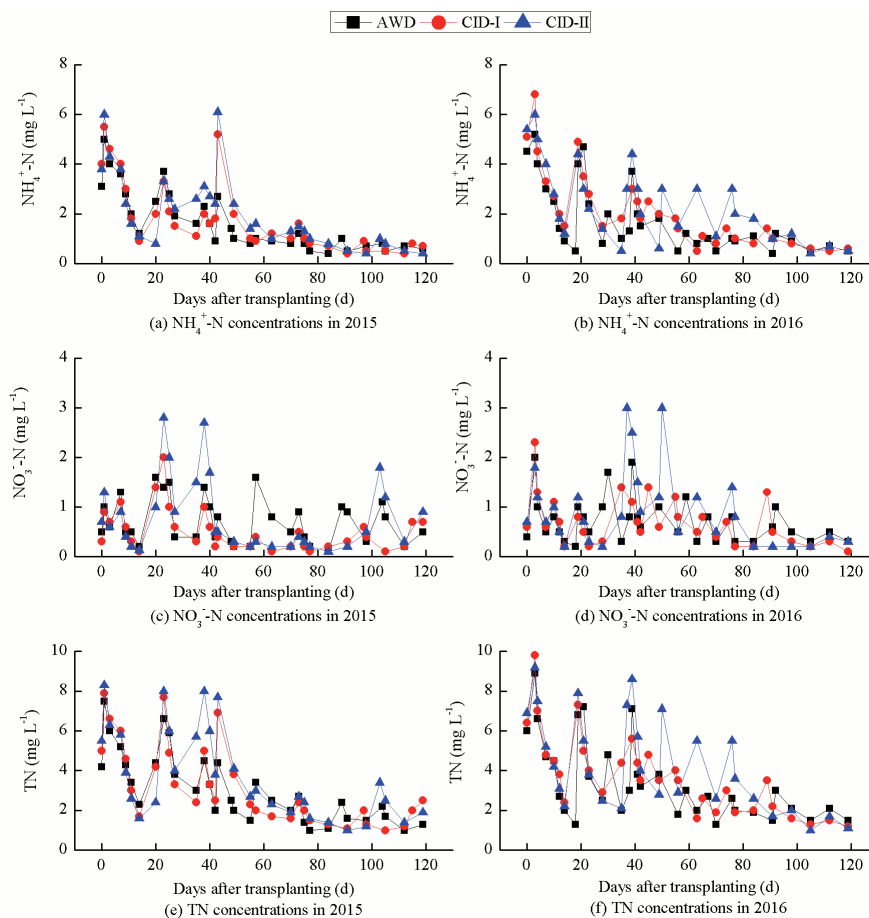 AWD CID-I CID-II
NH₄⁺-N (mg L⁻¹)
8
6
4
2
0
0 20 40 60 80 100 120
Days after transplanting (d)
(a) NH₄⁺-N concentrations in 2015
NH₄⁺-N (mg L⁻¹)
8
6
4
2
0
0 20 40 60 80 100 120
Days after transplanting (d)
(b) NH₄⁺-N concentrations in 2016
NO₃⁻-N (mg L⁻¹)
4
3
2
1
0
0 20 40 60 80 100 120
Days after transplanting (d)
(c) NO₃⁻-N concentrations in 2015
NO₃⁻-N (mg L⁻¹)
4
3
2
1
0
0 20 40 60 80 100 120
Days after transplanting (d)
(d) NO₃⁻-N concentrations in 2016
TN (mg L⁻¹)
10
8
6
4
2
0
0 20 40 60 80 100 120
Days after transplanting (d)
(e) TN concentrations in 2015
TN (mg L⁻¹)
10
8
6
4
2
0
0 20 40 60 80 100 120
Days after transplanting (d)
(f) TN concentrations in 2016